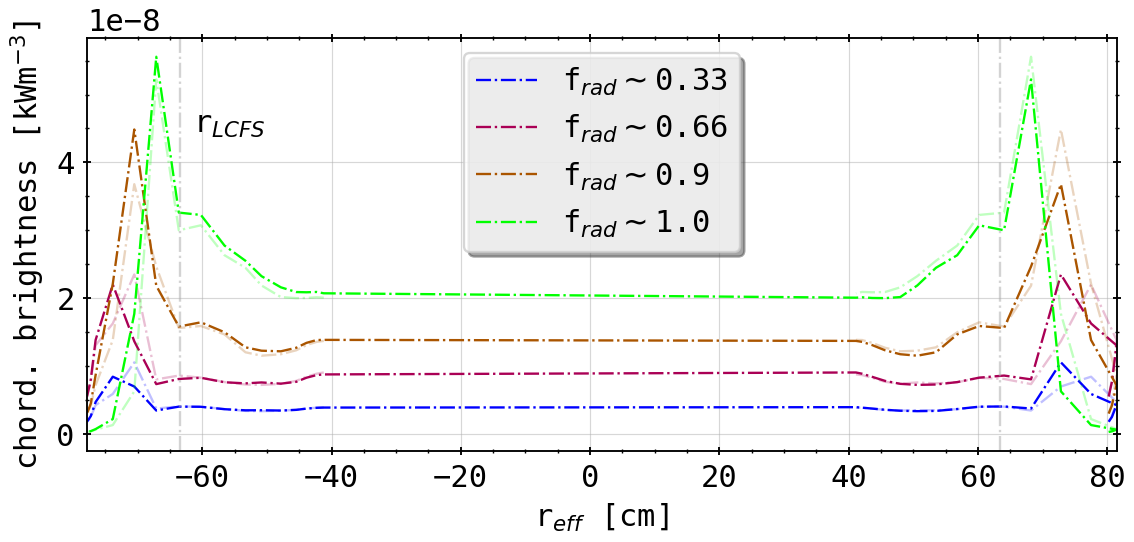 1e−8
chord. brightness [kWm⁻³]
4
2
0
r_LCFS
f_rad ∼ 0.33
f_rad ∼ 0.66
f_rad ∼ 0.9
f_rad ∼ 1.0
−60 −40 −20 0 20 40 60 80
r_eff [cm]